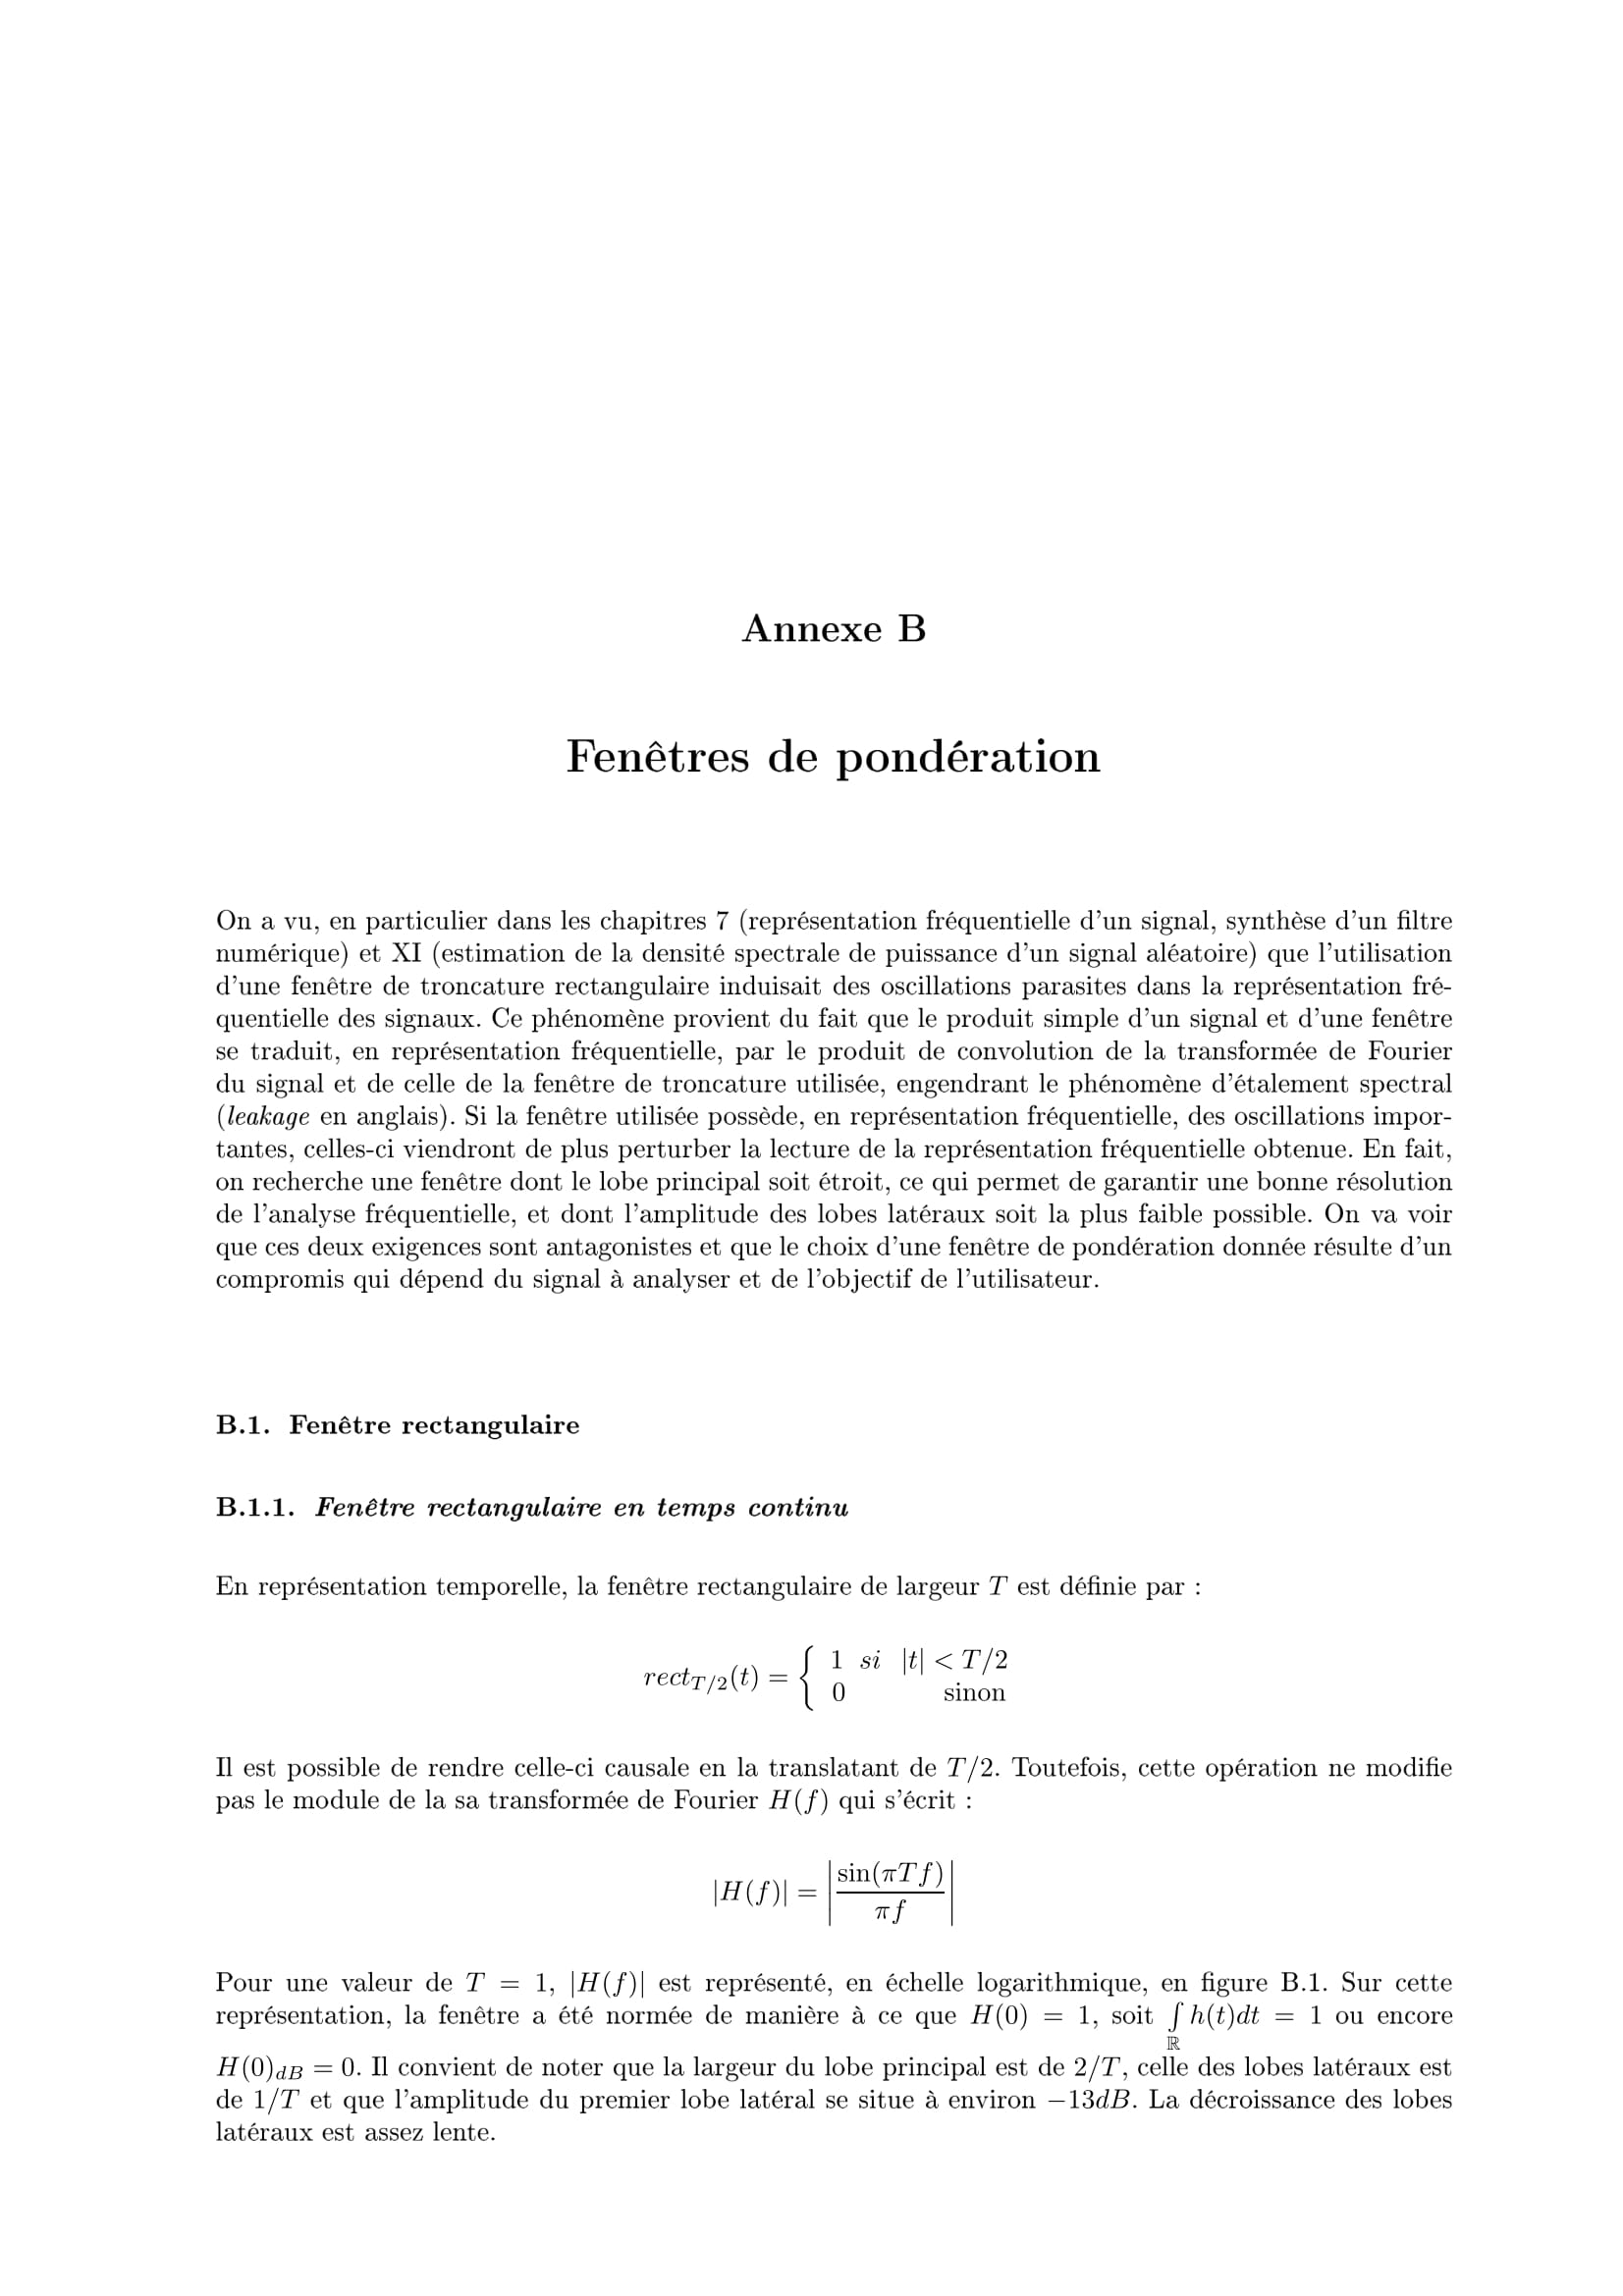 Annexe B
Fenêtres de pondération
On a vu, en particulier dans les chapitres 7 (représentation fréquentielle d'un signal, synthèse d'un filtre
numérique) et XI (estimation de la densité spectrale de puissance d'un signal aléatoire) que l'utilisation
d'une fenêtre de troncature rectangulaire induisait des oscillations parasites dans la représentation fré-
quentielle des signaux. Ce phénomène provient du fait que le produit simple d'un signal et d'une fenêtre
se traduit, en représentation fréquentielle, par le produit de convolution de la transformée de Fourier
du signal et de celle de la fenêtre de troncature utilisée, engendrant le phénomène d'étalement spectral
(leakage en anglais). Si la fenêtre utilisée possède, en représentation fréquentielle, des oscillations impor-
tantes, celles-ci viendront de plus perturber la lecture de la représentation fréquentielle obtenue. En fait,
on recherche une fenêtre dont le lobe principal soit étroit, ce qui permet de garantir une bonne résolution
de l'analyse fréquentielle, et dont l'amplitude des lobes latéraux soit la plus faible possible. On va voir
que ces deux exigences sont antagonistes et que le choix d'une fenêtre de pondération donnée résulte d'un
compromis qui dépend du signal à analyser et de l'objectif de l'utilisateur.
B.1. Fenêtre rectangulaire
B.1.1. Fenêtre rectangulaire en temps continu
En représentation temporelle, la fenêtre rectangulaire de largeur T est définie par :
rect_{T/2}(t) = { 1 si |t| < T/2
0 sinon
Il est possible de rendre celle-ci causale en la translatant de T/2. Toutefois, cette opération ne modifie
pas le module de la sa transformée de Fourier H(f) qui s'écrit :
|H(f)| = |sin(πTf) / πf|
Pour une valeur de T = 1, |H(f)| est représenté, en échelle logarithmique, en figure B.1. Sur cette
représentation, la fenêtre a été normée de manière à ce que H(0) = 1, soit ∫_ℝ h(t)dt = 1 ou encore
H(0)_{dB} = 0. Il convient de noter que la largeur du lobe principal est de 2/T, celle des lobes latéraux est
de 1/T et que l'amplitude du premier lobe latéral se situe à environ −13dB. La décroissance des lobes
latéraux est assez lente.